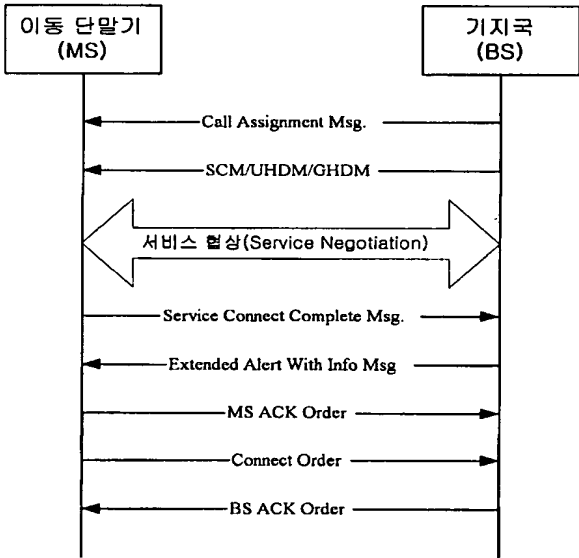 이동 단말기
(MS)
기지국
(BS)
Call Assignment Msg.
SCM/UHDM/GHDM
서비스 협상(Service Negotiation)
Service Connect Complete Msg.
Extended Alert With Info Msg
MS ACK Order
Connect Order
BS ACK Order